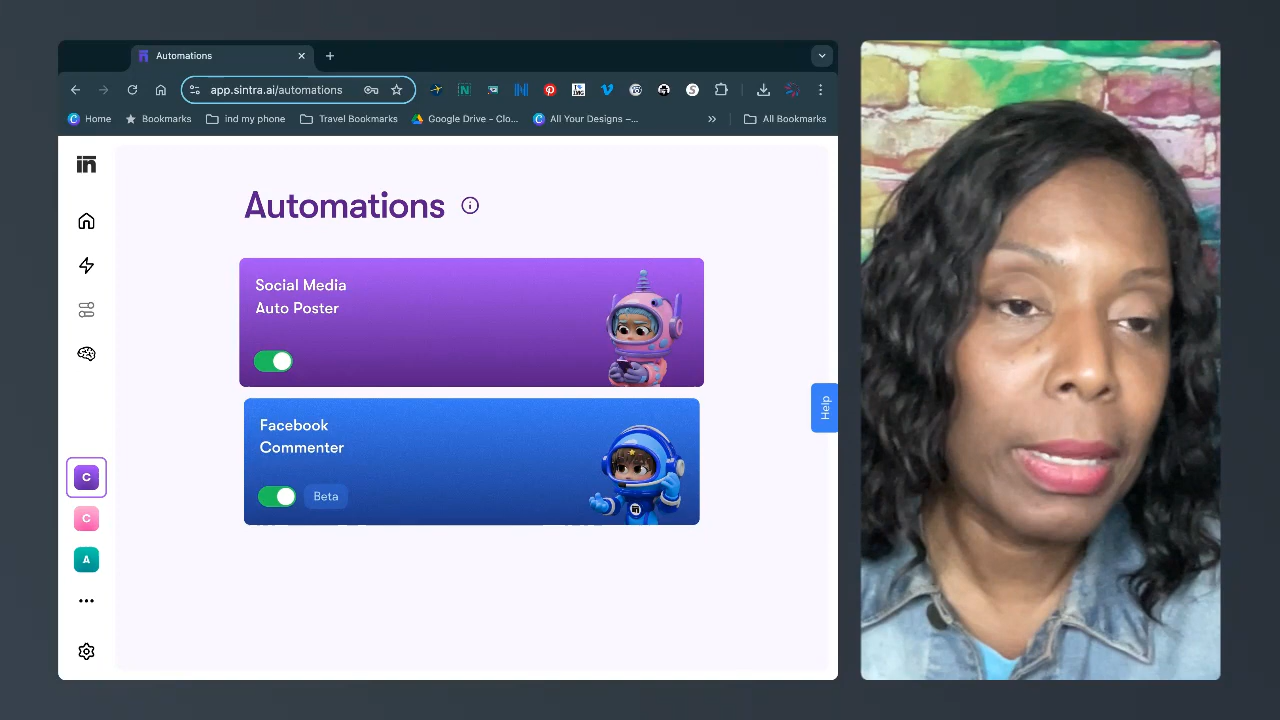 Automations
app.sintra.ai/automations
Home
Bookmarks
ind my phone
Travel Bookmarks
Google Drive – Clo...
All Your Designs –...
»
All Bookmarks
in
Automations
Social Media
Auto Poster
Facebook
Commenter
Beta
Help
C
C
A